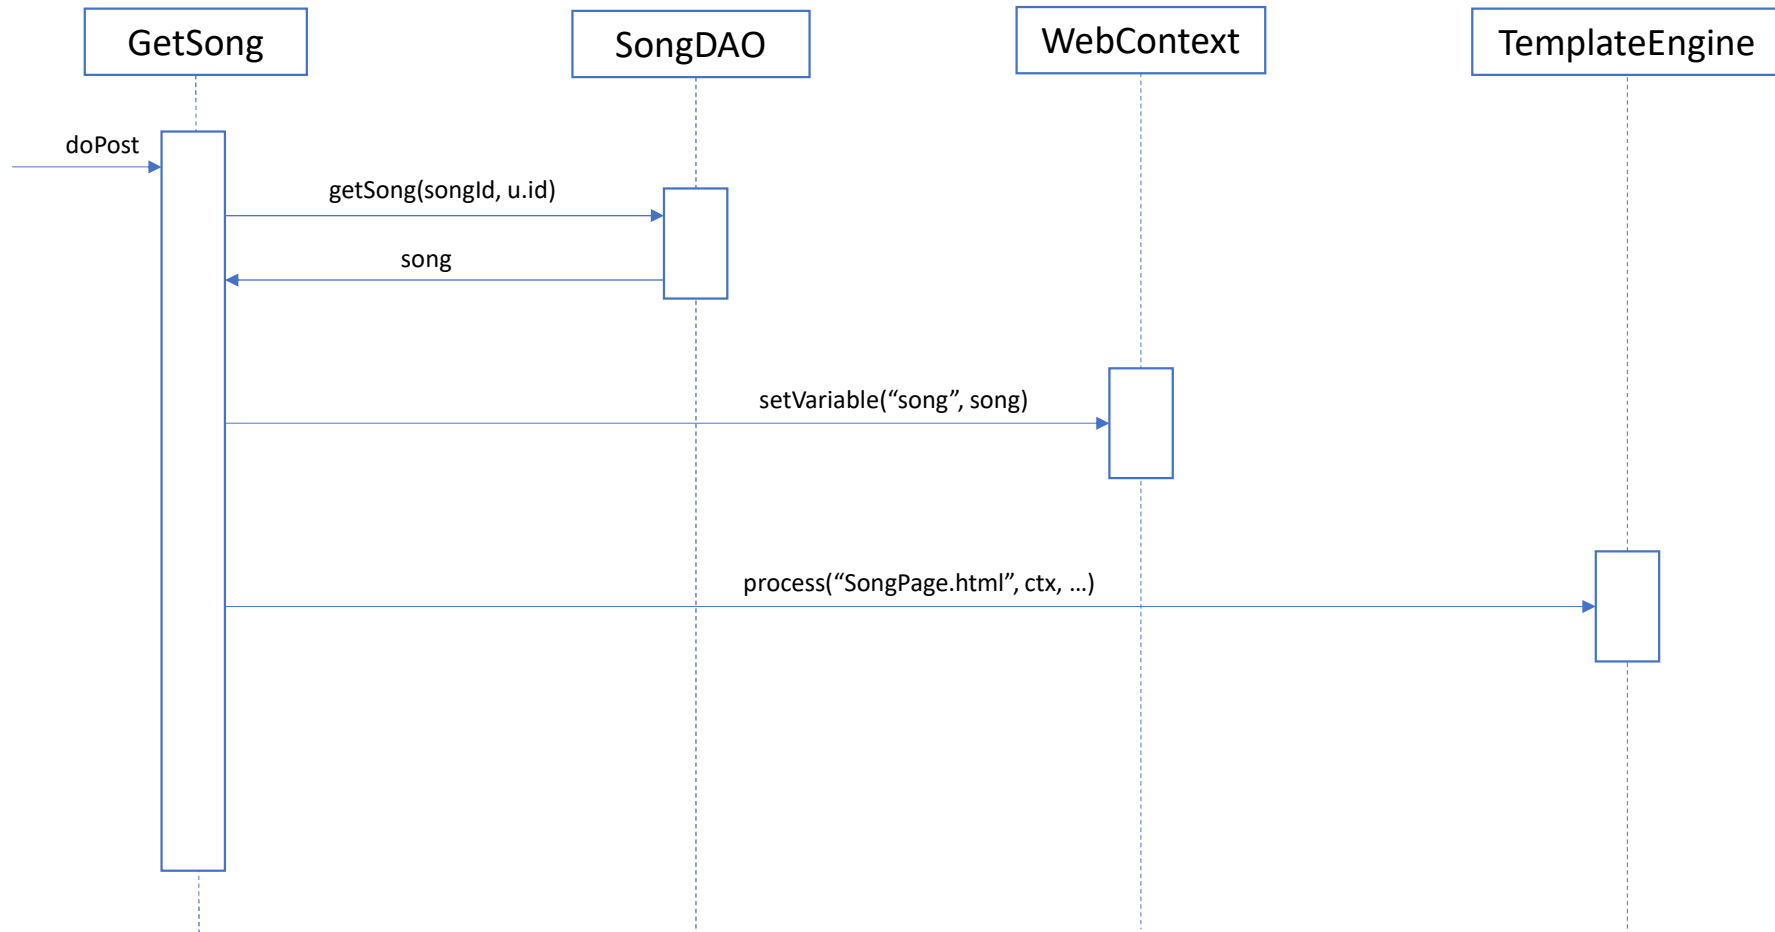 GetSong
SongDAO
WebContext
TemplateEngine
doPost
getSong(songId, u.id)
song
setVariable(“song”, song)
process(“SongPage.html”, ctx, …)